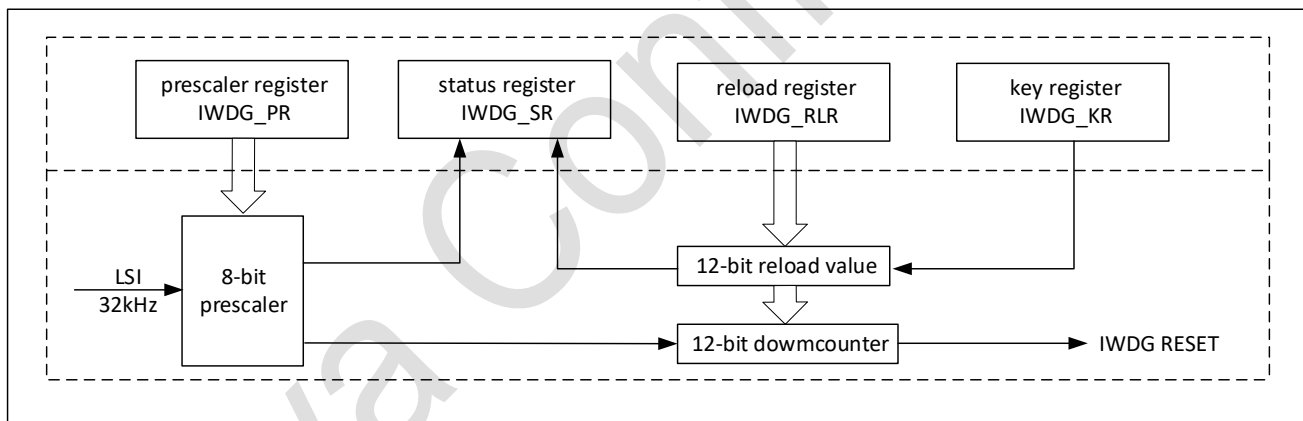 prescaler register
IWDG_PR
status register
IWDG_SR
reload register
IWDG_RLR
key register
IWDG_KR
LSI
32kHz
8-bit
prescaler
12-bit reload value
12-bit dowmcounter
IWDG RESET